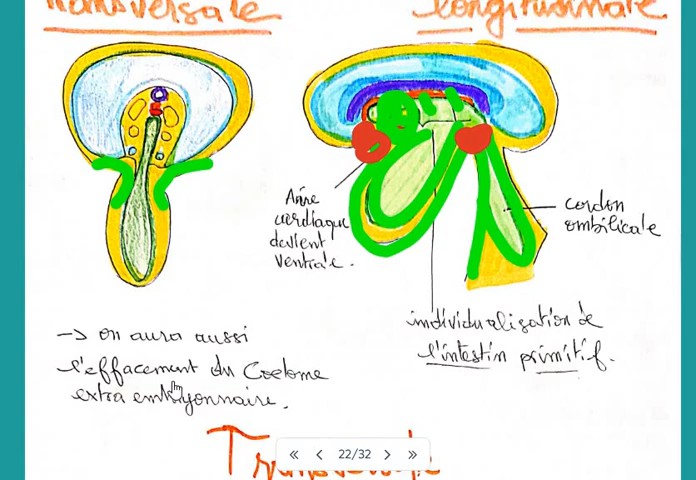 Transversale
longitudinale
Aire
cardiaque
devient
ventrale.
cordon
ombilicale
individualisation de
l'intestin primitif.
-> on aura aussi
l'effacement du Coelome
extra embryonnaire.
22/32